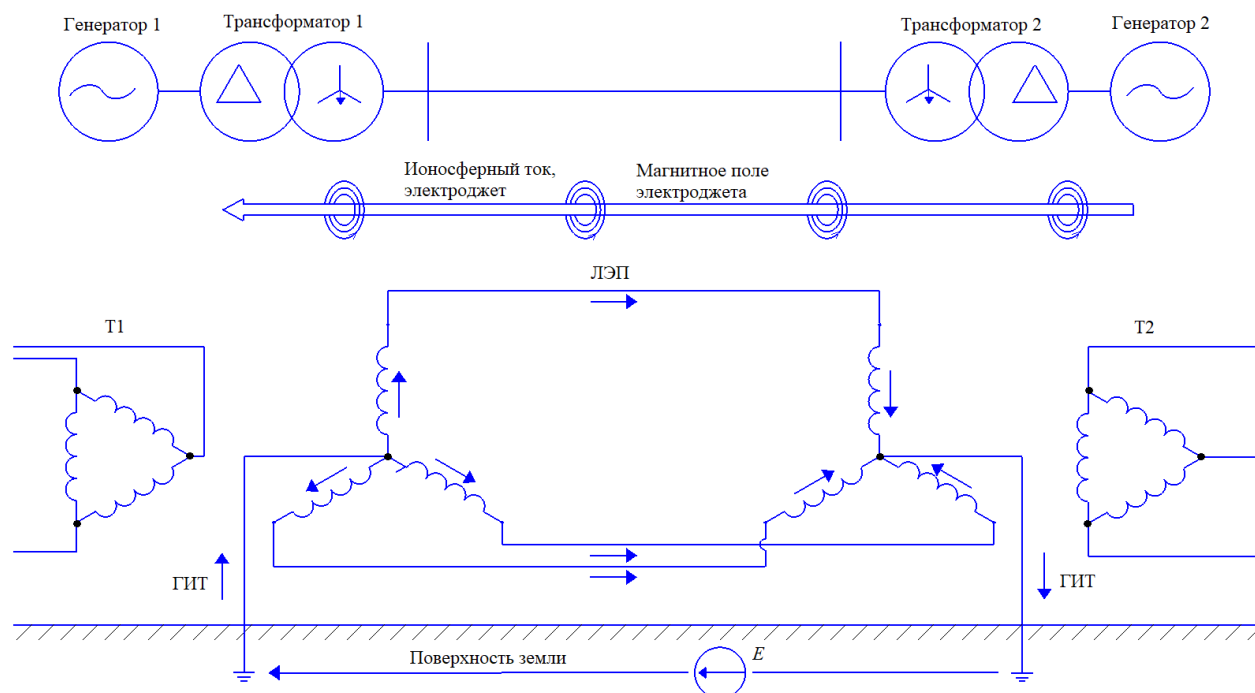 Генератор 1
Трансформатор 1
Трансформатор 2
Генератор 2
Ионосферный ток,
электроджет
Магнитное поле
электроджета
ЛЭП
Т1
Т2
ГИТ
ГИТ
Поверхность земли
E